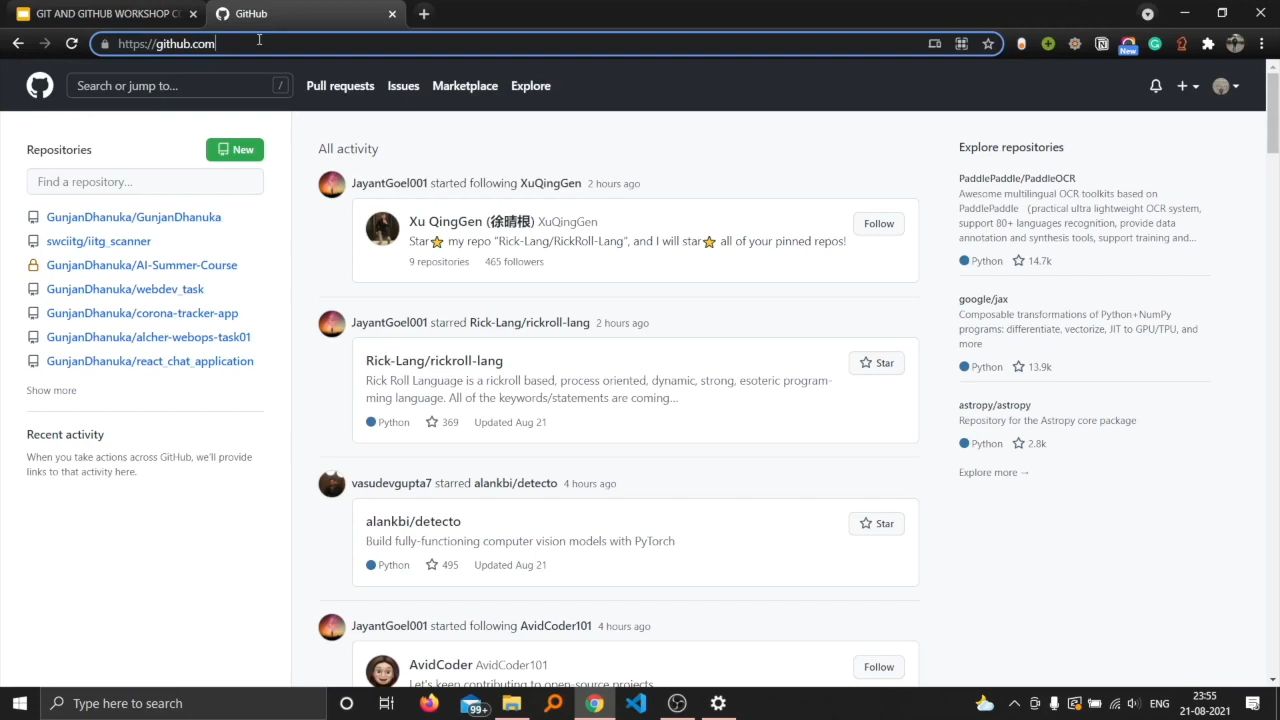 GIT AND GITHUB WORKSHOP CO
GitHub
https://github.com
New
Search or jump to...
/
Pull requests
Issues
Marketplace
Explore
Repositories
New
Find a repository...
GunjanDhanuka/GunjanDhanuka
swciitg/iitg_scanner
GunjanDhanuka/AI-Summer-Course
GunjanDhanuka/webdev_task
GunjanDhanuka/corona-tracker-app
GunjanDhanuka/alcher-webops-task01
GunjanDhanuka/react_chat_application
Show more
Recent activity
When you take actions across GitHub, we'll provide
links to that activity here.
All activity
JayantGoel001 started following XuQingGen 2 hours ago
Xu QingGen (徐晴根) XuQingGen
Follow
Star⭐ my repo "Rick-Lang/RickRoll-Lang", and I will star⭐ all of your pinned repos!
9 repositories 465 followers
JayantGoel001 starred Rick-Lang/rickroll-lang 2 hours ago
Rick-Lang/rickroll-lang
Star
Rick Roll Language is a rickroll based, process oriented, dynamic, strong, esoteric program-
ming language. All of the keywords/statements are coming...
Python 369 Updated Aug 21
vasudevgupta7 starred alankbi/detecto 4 hours ago
alankbi/detecto
Star
Build fully-functioning computer vision models with PyTorch
Python 495 Updated Aug 21
JayantGoel001 started following AvidCoder101 4 hours ago
AvidCoder AvidCoder101
Follow
Let's keep contributing to open-source projects
Explore repositories
PaddlePaddle/PaddleOCR
Awesome multilingual OCR toolkits based on
PaddlePaddle （practical ultra lightweight OCR system,
support 80+ languages recognition, provide data
annotation and synthesis tools, support training and...
Python 14.7k
google/jax
Composable transformations of Python+NumPy
programs: differentiate, vectorize, JIT to GPU/TPU, and
more
Python 13.9k
astropy/astropy
Repository for the Astropy core package
Python 2.8k
Explore more →
Type here to search
99+
ENG
23:55
21-08-2021